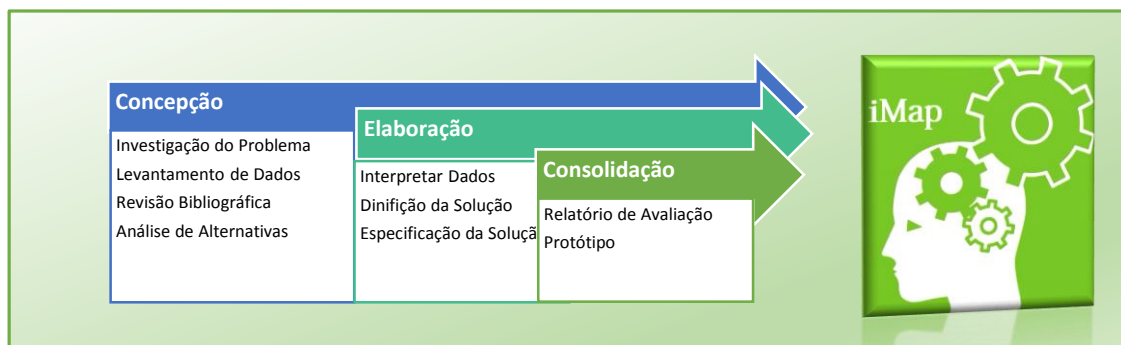 Concepção
Investigação do Problema
Levantamento de Dados
Revisão Bibliográfica
Análise de Alternativas
Elaboração
Interpretar Dados
Dinifição da Solução
Especificação da Soluçã
Consolidação
Relatório de Avaliação
Protótipo
iMap